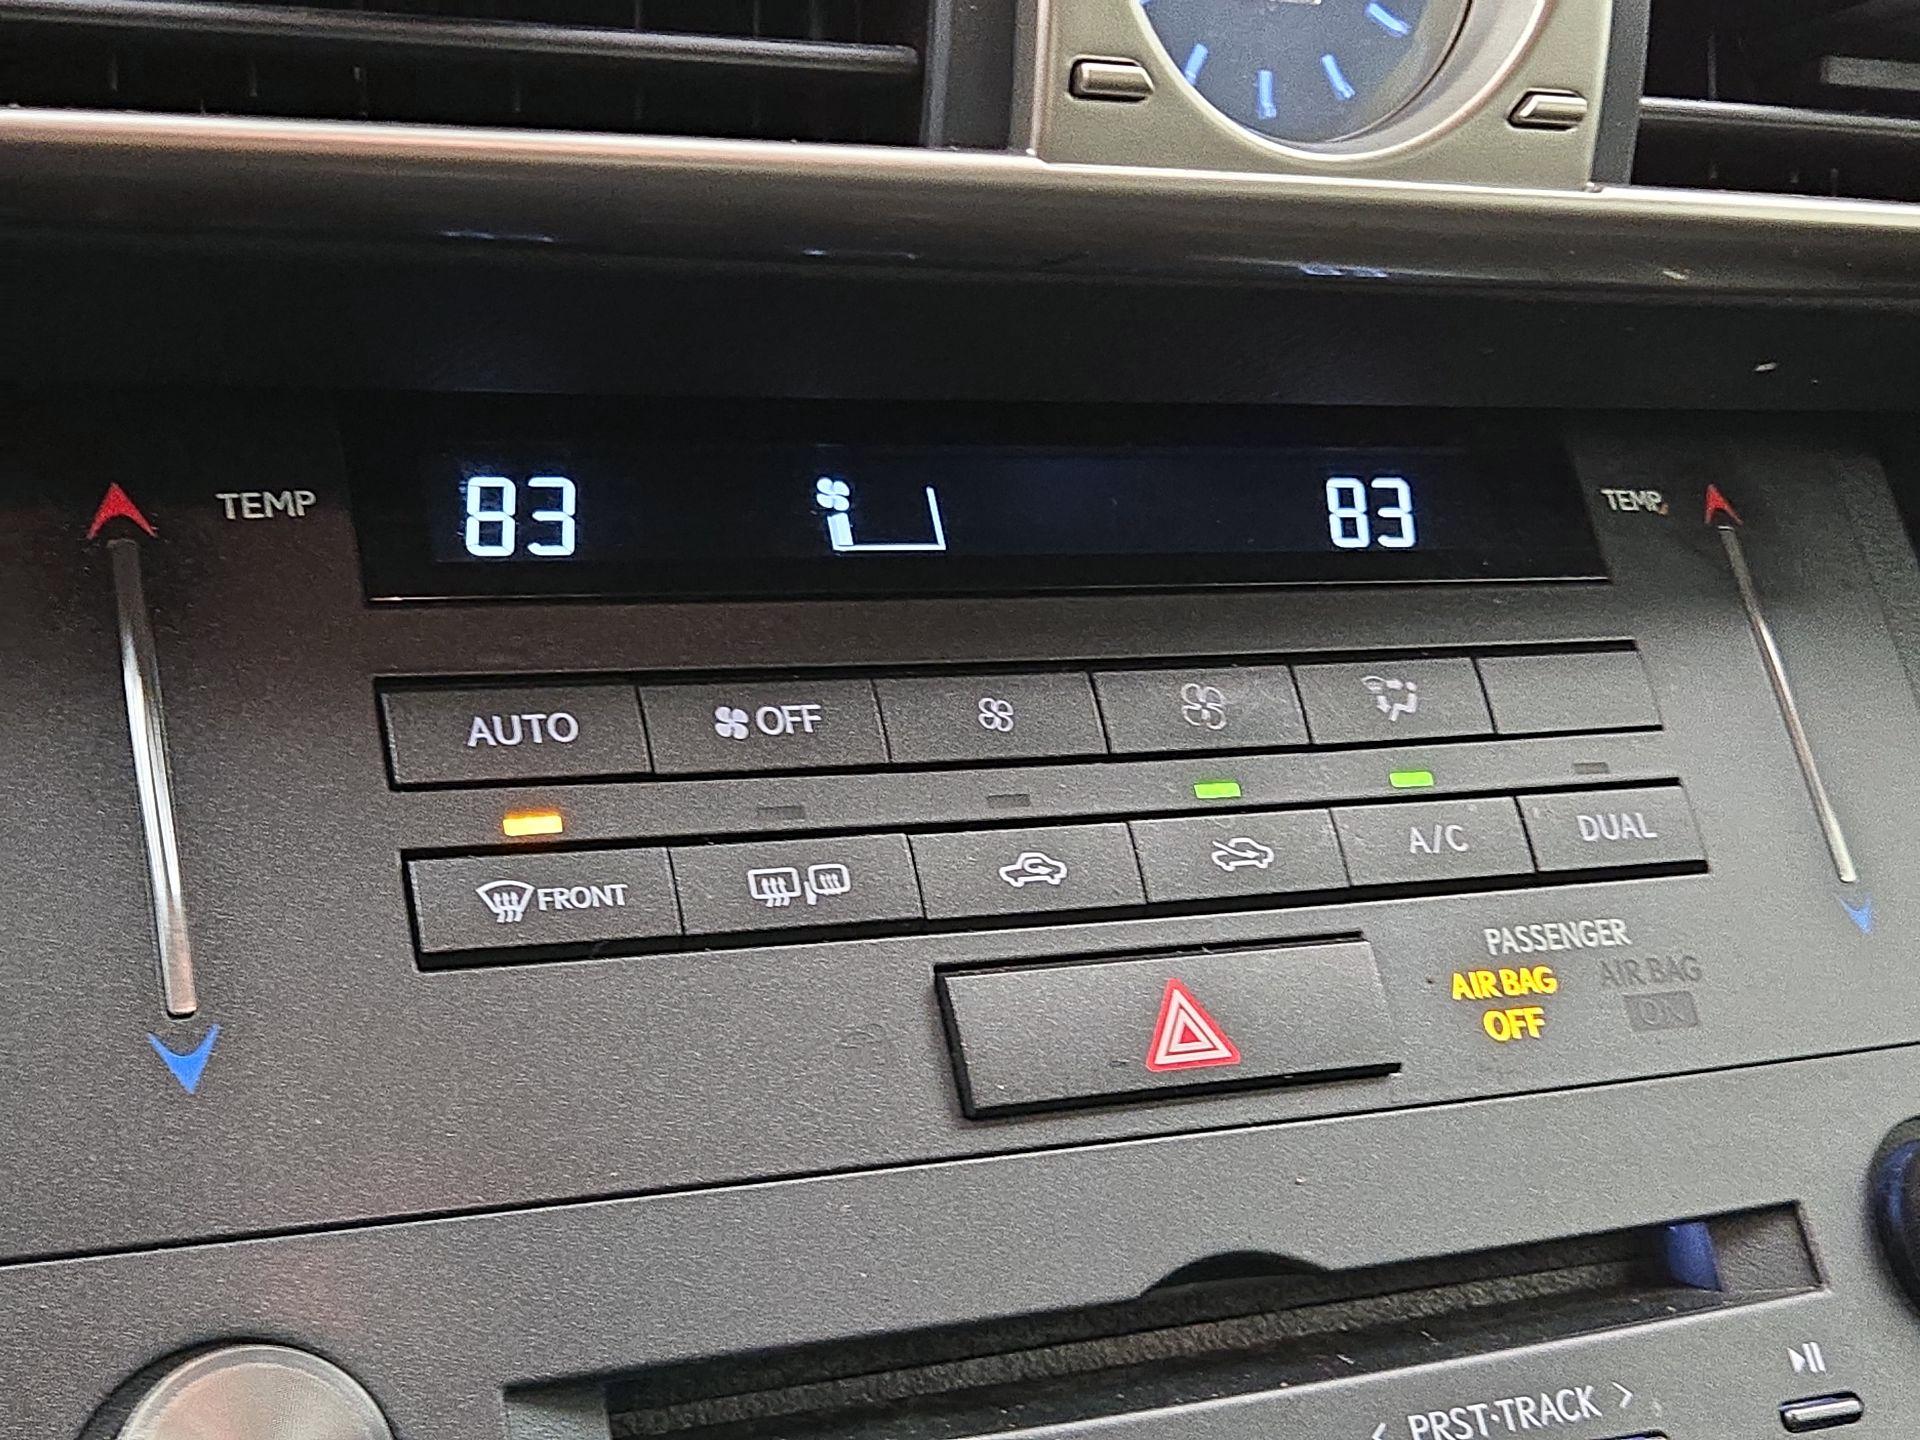 TEMP
83
83
TEMP
AUTO
OFF
FRONT
A/C
DUAL
PASSENGER
AIR BAG
OFF
AIR BAG
ON
< PRST·TRACK >